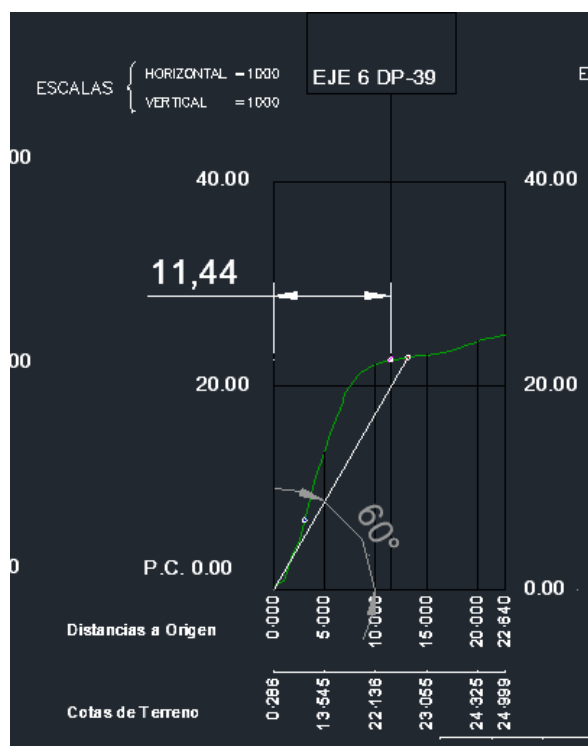 ESCALAS
HORIZONTAL = 1000
VERTICAL = 1000
EJE 6 DP-39
E
00
40.00
40.00
11,44
00
20.00
20.00
60°
0
P.C. 0.00
0.00
Distancias a Origen
0.000
5.000
10.000
15.000
20.000
22.640
Cotas de Terreno
0.286
13.545
22.136
23.055
24.325
24.999